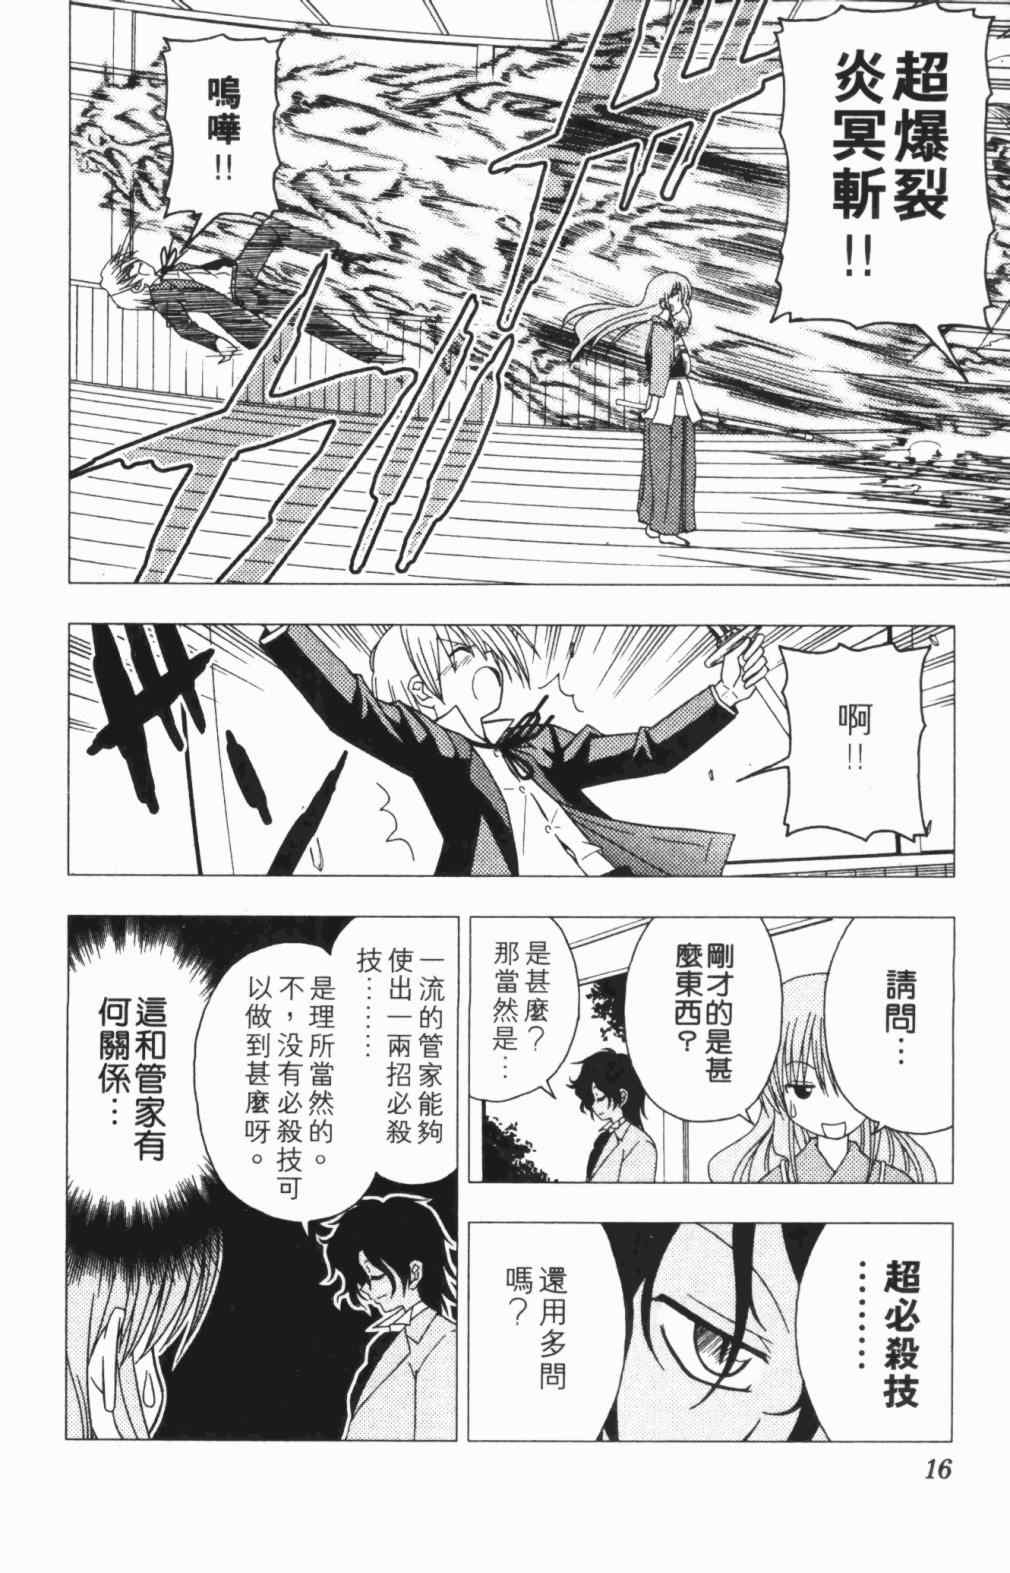 超爆裂
炎冥斬!!
嗚嘩!!
啊!!
請問…
剛才的是甚
麼東西?
是甚麼?
那當然是…
超必殺技
………
還用多問
嗎?
一流的管家能夠
使出一兩招必殺
技………
是理所當然的。
不,没有必殺技可
以做到甚麼呀。
這和管家有
何關係…
16